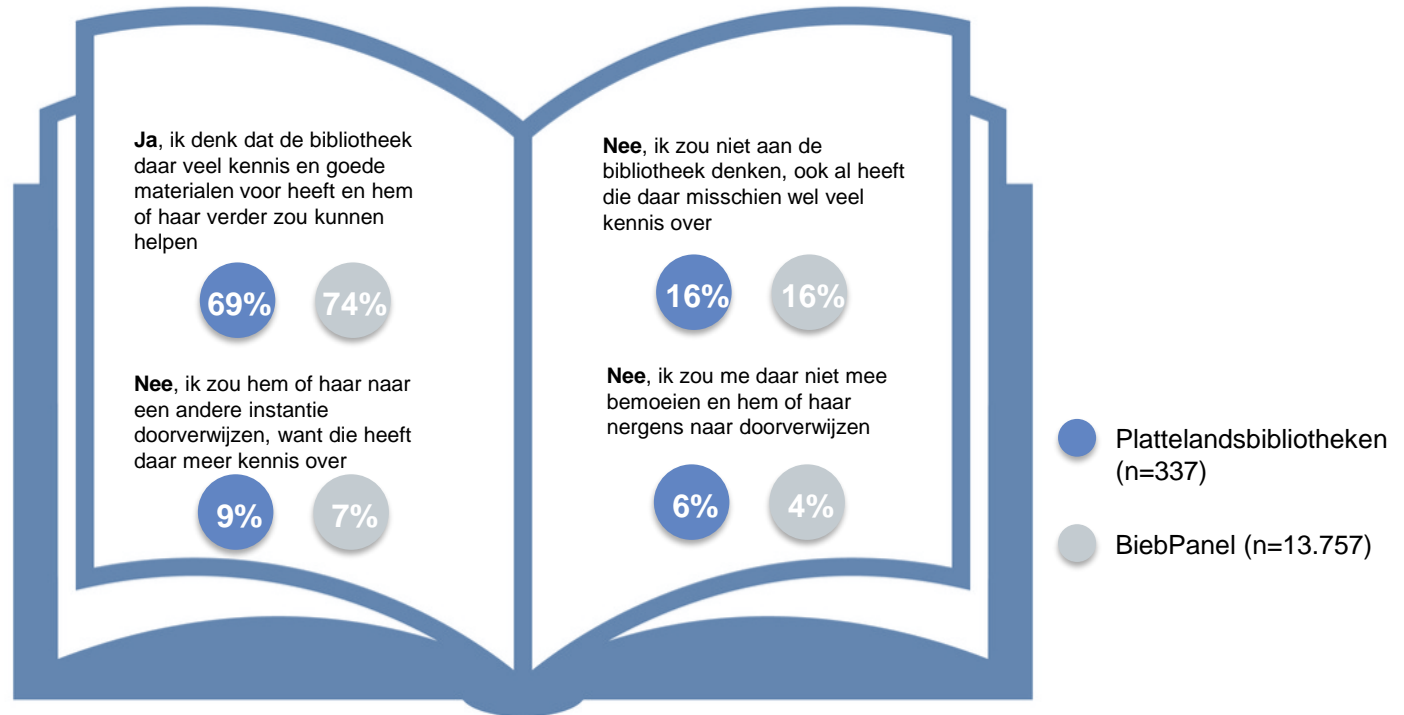 Ja, ik denk dat de bibliotheek
daar veel kennis en goede
materialen voor heeft en hem
of haar verder zou kunnen
helpen
69% 74%
Nee, ik zou hem of haar naar
een andere instantie
doorverwijzen, want die heeft
daar meer kennis over
9% 7%
Nee, ik zou niet aan de
bibliotheek denken, ook al heeft
die daar misschien wel veel
kennis over
16% 16%
Nee, ik zou me daar niet mee
bemoeien en hem of haar
nergens naar doorverwijzen
6% 4%
Plattelandsbibliotheken
(n=337)
BiebPanel (n=13.757)